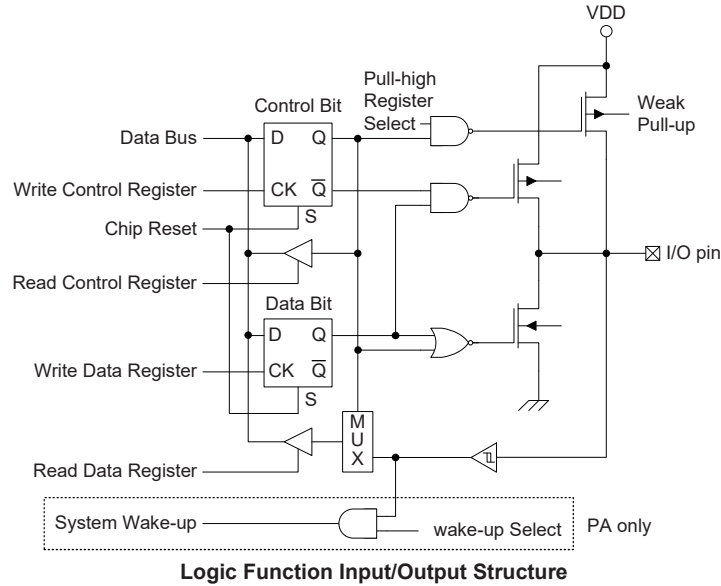 VDD
Pull-high
Register
Select
Weak
Pull-up
Control Bit
Data Bus
D
Q
Write Control Register
CK
Q̅
S
Chip Reset
I/O pin
Read Control Register
Data Bit
D
Q
Write Data Register
CK
Q̅
S
M
U
X
Read Data Register
System Wake-up
wake-up Select
PA only
Logic Function Input/Output Structure